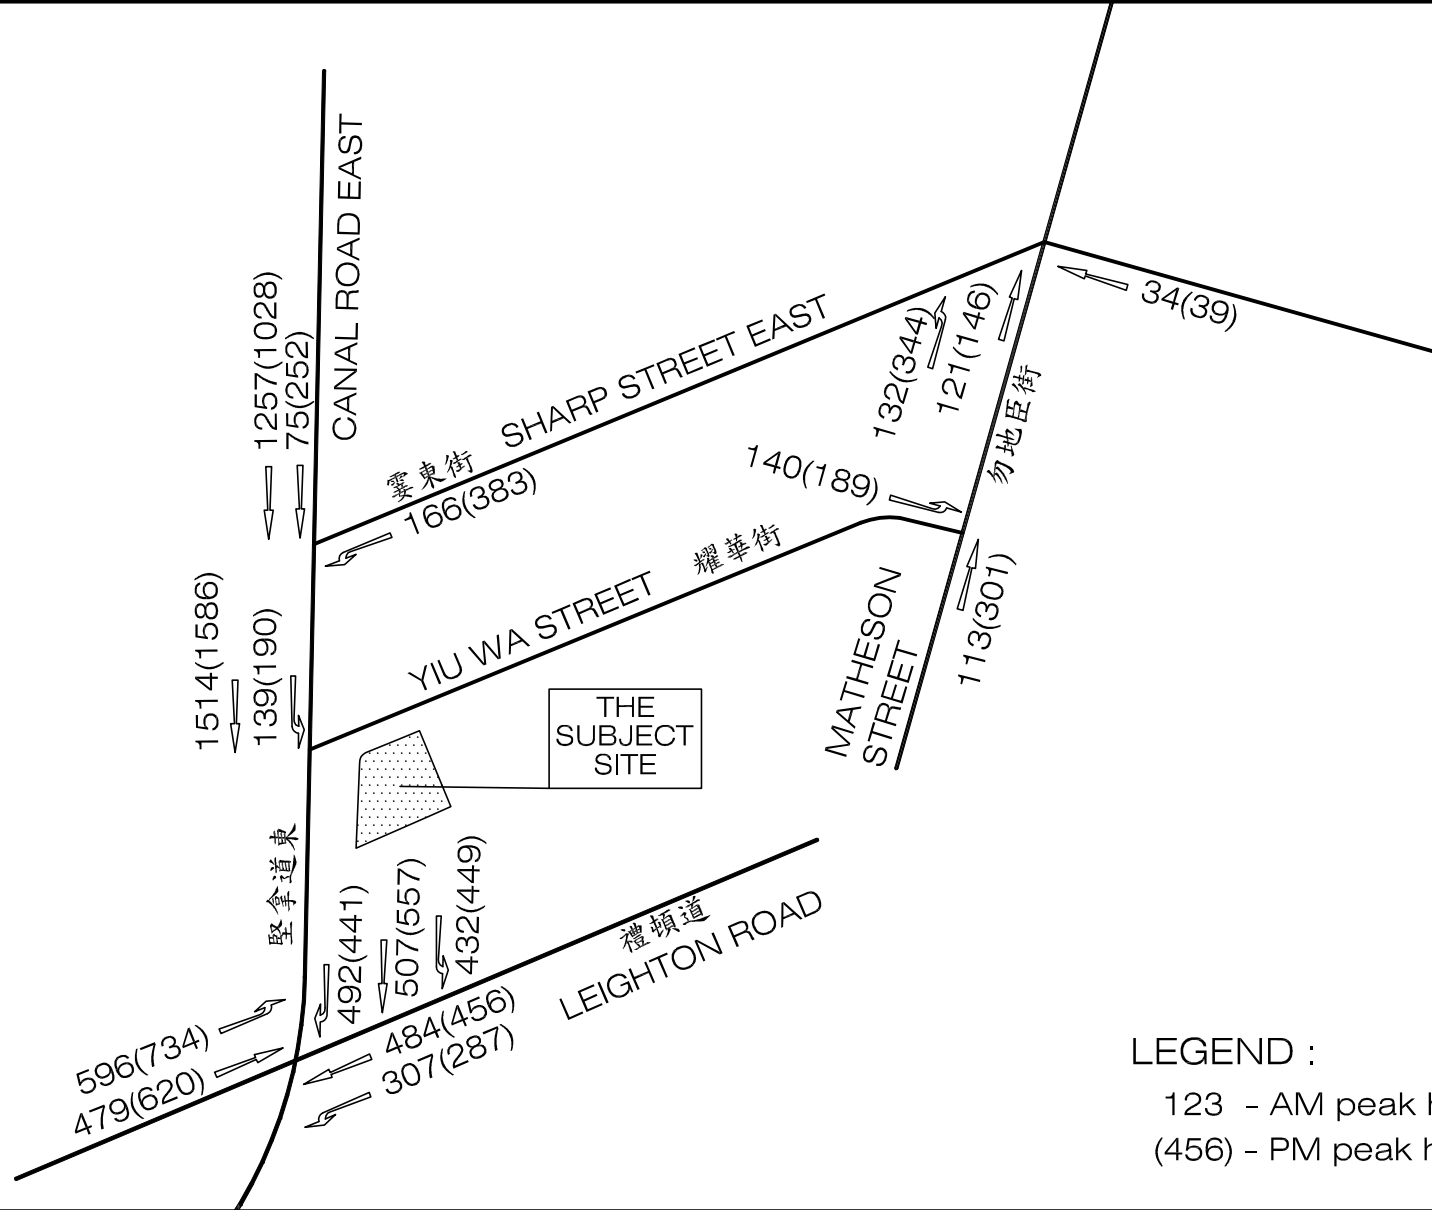 CANAL ROAD EAST
1257(1028)
75(252)
SHARP STREET EAST
霎東街
166(383)
34(39)
132(344)
121(146)
勿地臣街
140(189)
113(301)
MATHESON
STREET
YIU WA STREET
耀華街
1514(1586)
139(190)
THE
SUBJECT
SITE
堅拿道東
492(441)
507(557)
432(449)
禮頓道
LEIGHTON ROAD
596(734)
479(620)
484(456)
307(287)
LEGEND :
123 - AM peak
(456) - PM peak